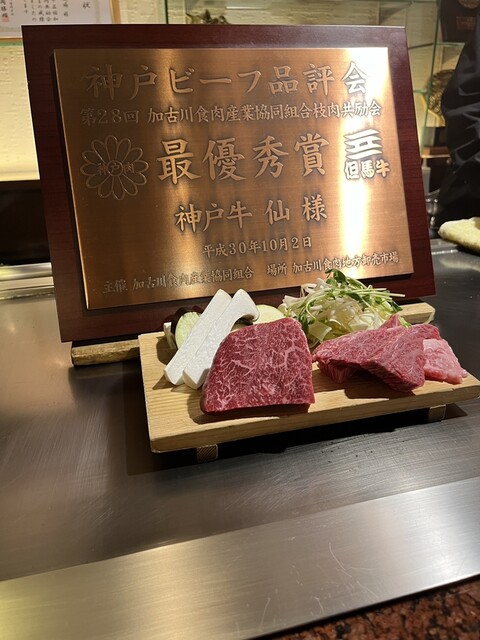 神戸ビーフ品評会
第23回 加古川食肉産業協同組合枝肉共励会
最優秀賞
但馬牛
神戸牛 仙 様
平成30年10月2日
主催 加古川食肉産業協同組合 場所 加古川食肉地方卸売市場